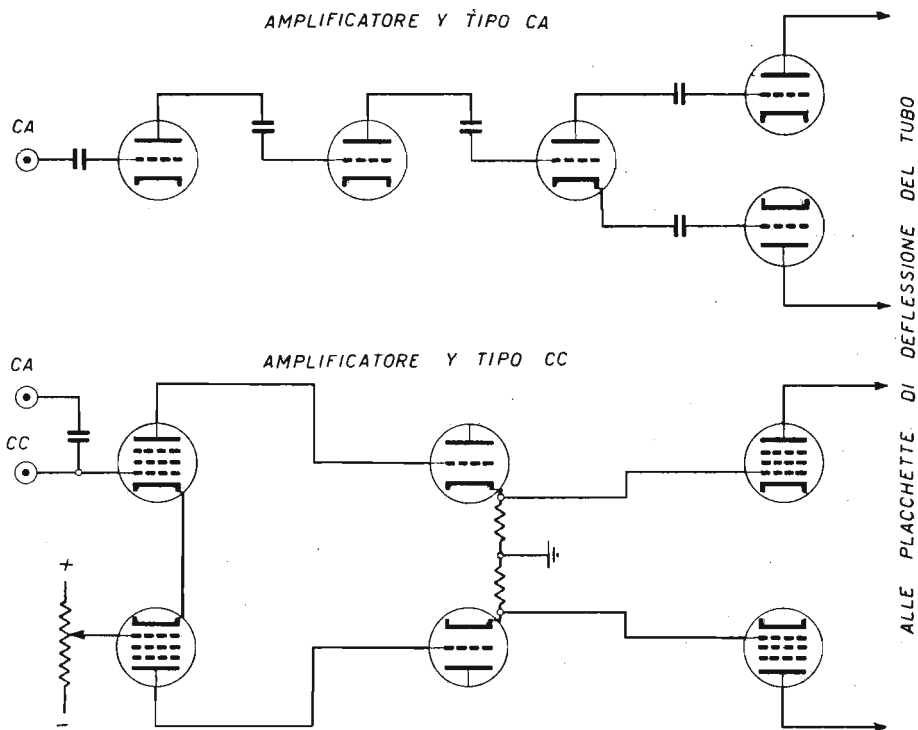 AMPLIFICATORE Y TIPO CA
CA
AMPLIFICATORE Y TIPO CC
CA
CC
+
-
ALLE PLACCHETTE DI DEFLESSIONE DEL TUBO